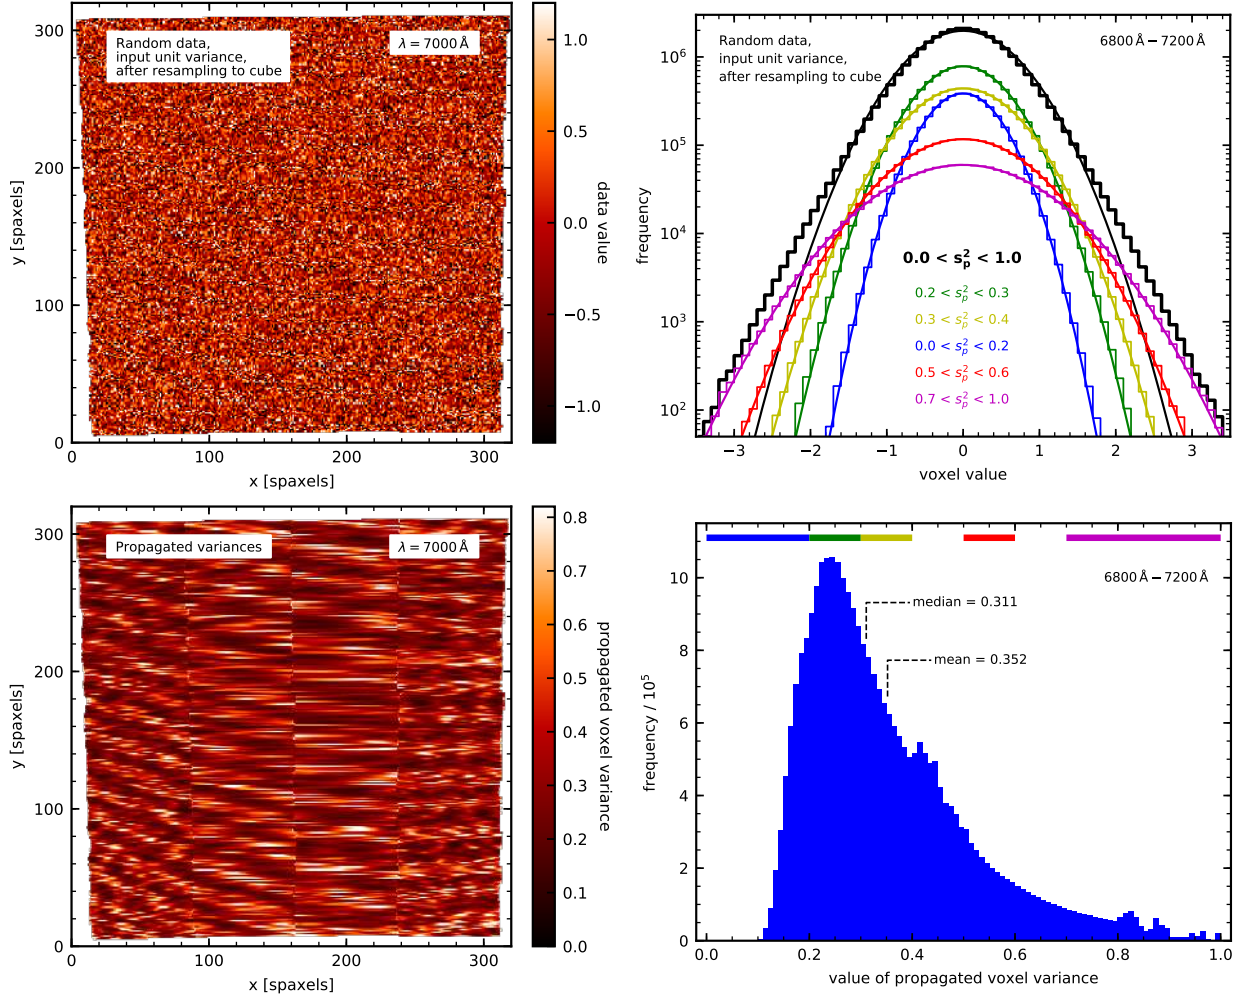 Random data,
input unit variance,
after resampling to cube
λ = 7000 Å
300
200
100
0
y [spaxels]
0 100 200 300
x [spaxels]
1.0
0.5
0.0
−0.5
−1.0
data value
Random data,
input unit variance,
after resampling to cube
6800 Å − 7200 Å
10⁶
10⁵
10⁴
10³
10²
frequency
0.0 < s_p² < 1.0
0.2 < s_p² < 0.3
0.3 < s_p² < 0.4
0.0 < s_p² < 0.2
0.5 < s_p² < 0.6
0.7 < s_p² < 1.0
−3 −2 −1 0 1 2 3
voxel value
Propagated variances
λ = 7000 Å
300
200
100
0
y [spaxels]
0 100 200 300
x [spaxels]
0.8
0.7
0.6
0.5
0.4
0.3
0.2
0.1
0.0
propagated voxel variance
6800 Å − 7200 Å
median = 0.311
mean = 0.352
10
8
6
4
2
0
frequency / 10⁵
0.0 0.2 0.4 0.6 0.8 1.0
value of propagated voxel variance